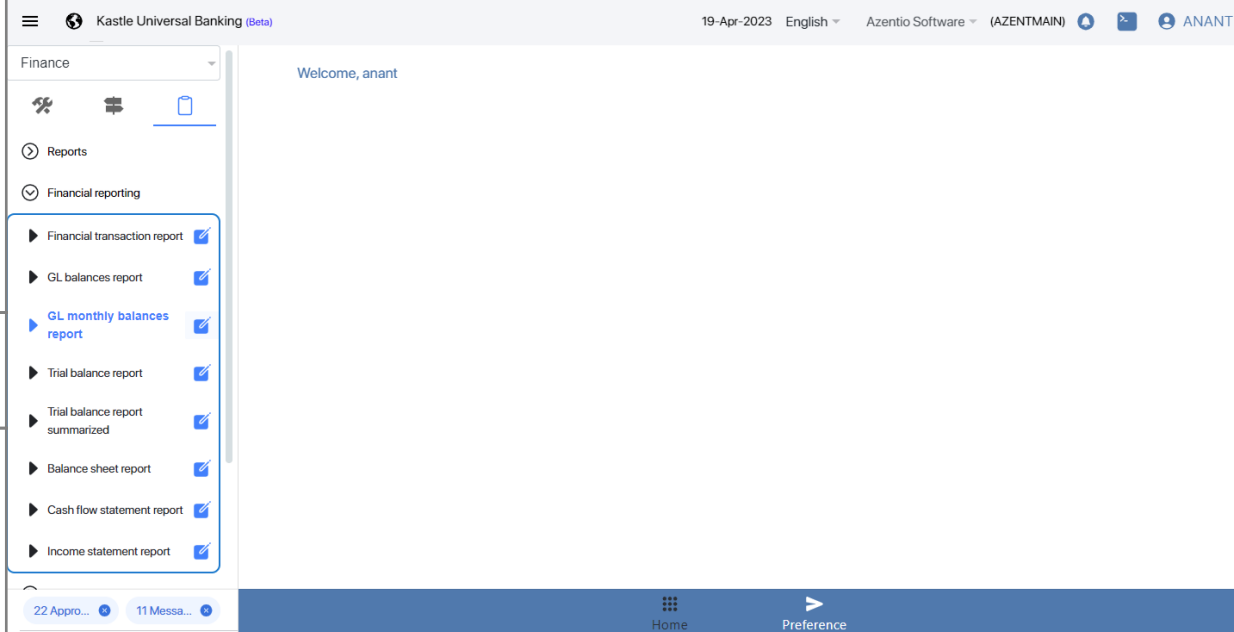 Kastle Universal Banking (Beta)
19-Apr-2023 English Azentio Software (AZENTMAIN) ANANT
Finance
Welcome, anant
Reports
Financial reporting
Financial transaction report
GL balances report
GL monthly balances
report
Trial balance report
Trial balance report
summarized
Balance sheet report
Cash flow statement report
Income statement report
22 Appro... 11 Messa...
Home Preference